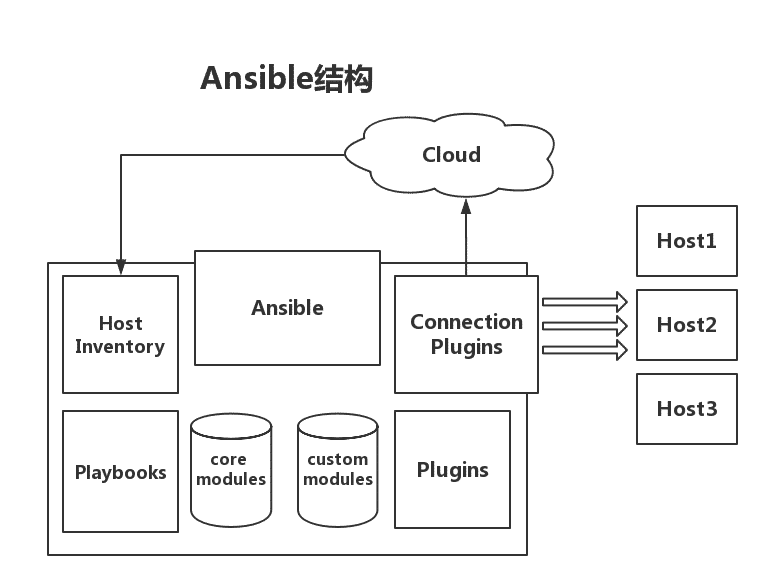 Ansible结构
Cloud
Host1
Ansible
Host
Inventory
Connection
Plugins
Host2
Host3
Playbooks
core
modules
custom
modules
Plugins